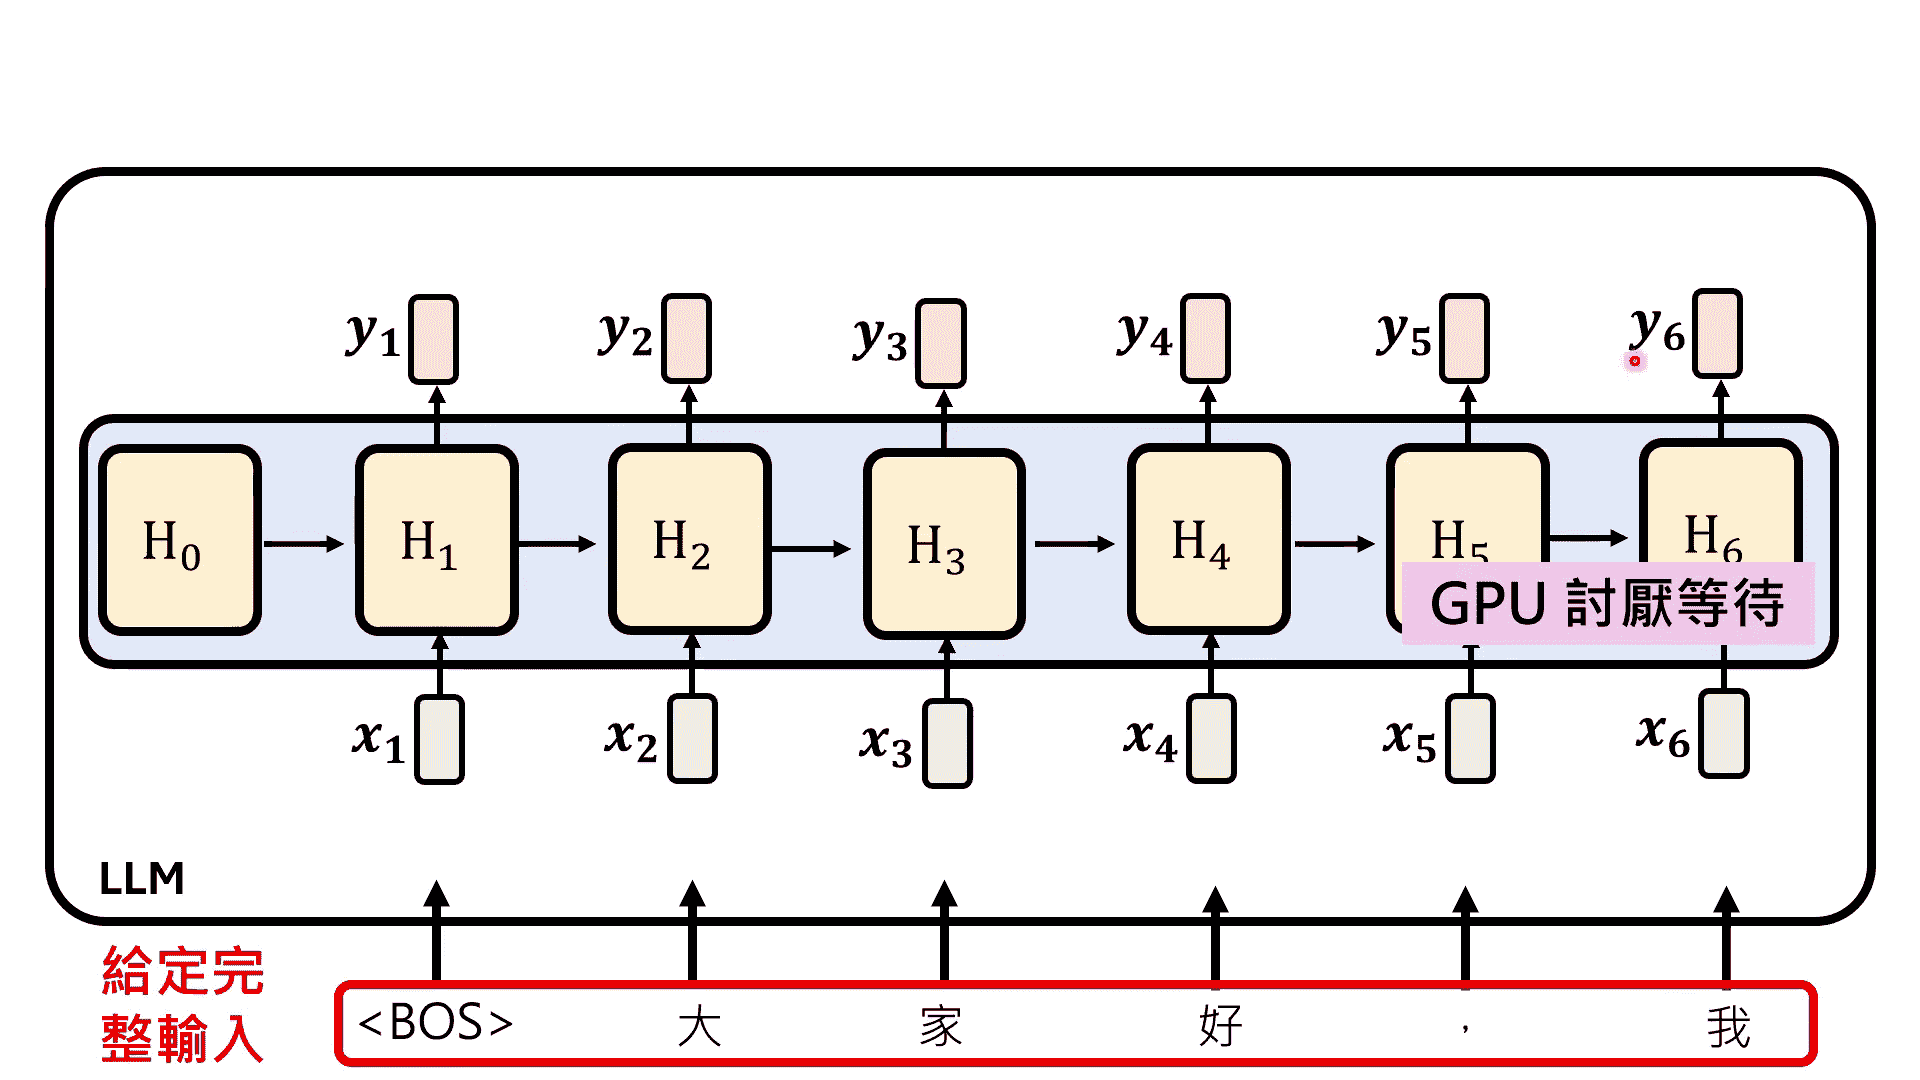 y₁ y₂ y₃ y₄ y₅ y₆
H₀ H₁ H₂ H₃ H₄ H₅ H₆
GPU 討厭等待
x₁ x₂ x₃ x₄ x₅ x₆
LLM
給定完
整輸入
<BOS> 大 家 好 , 我